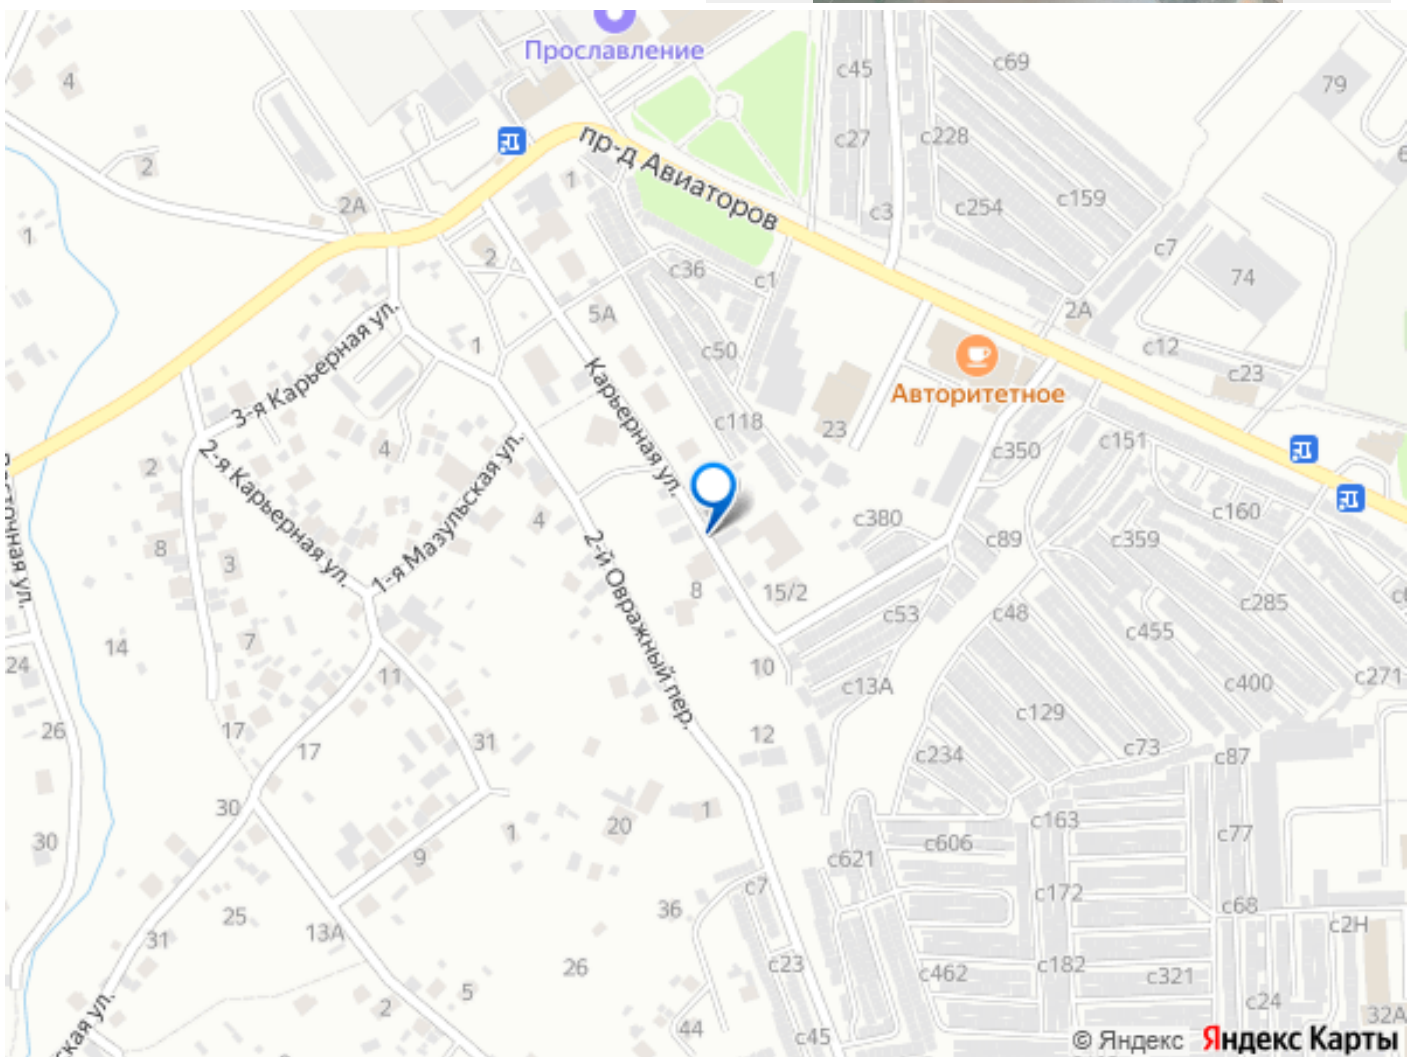 Прославление
4
с45
с69
79
пр-д Авиаторов
с27
с228
2
1
2А
с3
с254
с159
1
2
с36
с1
с7
74
5А
2А
3-я Карьерная ул.
1
с50
с12
с23
Авторитетное
Карьерная ул.
с118
23
с151
2
2-я Карьерная ул.
4
1-я Мазульская ул.
с350
4
с380
с160
с89
с359
8
3
2-й Овражный пер.
8
15/2
с53
с48
с285
с455
7
14
24
11
10
с13А
с400
с271
26
17
17
31
12
с129
с73
с234
с87
30
30
1
20
1
с163
с77
9
с621
с606
с7
с172
25
36
с68
13А
31
с2Н
26
с23
с462
с182
с321
5
2
44
с45
с24
32А
ская ул.
© Яндекс Яндекс Карты